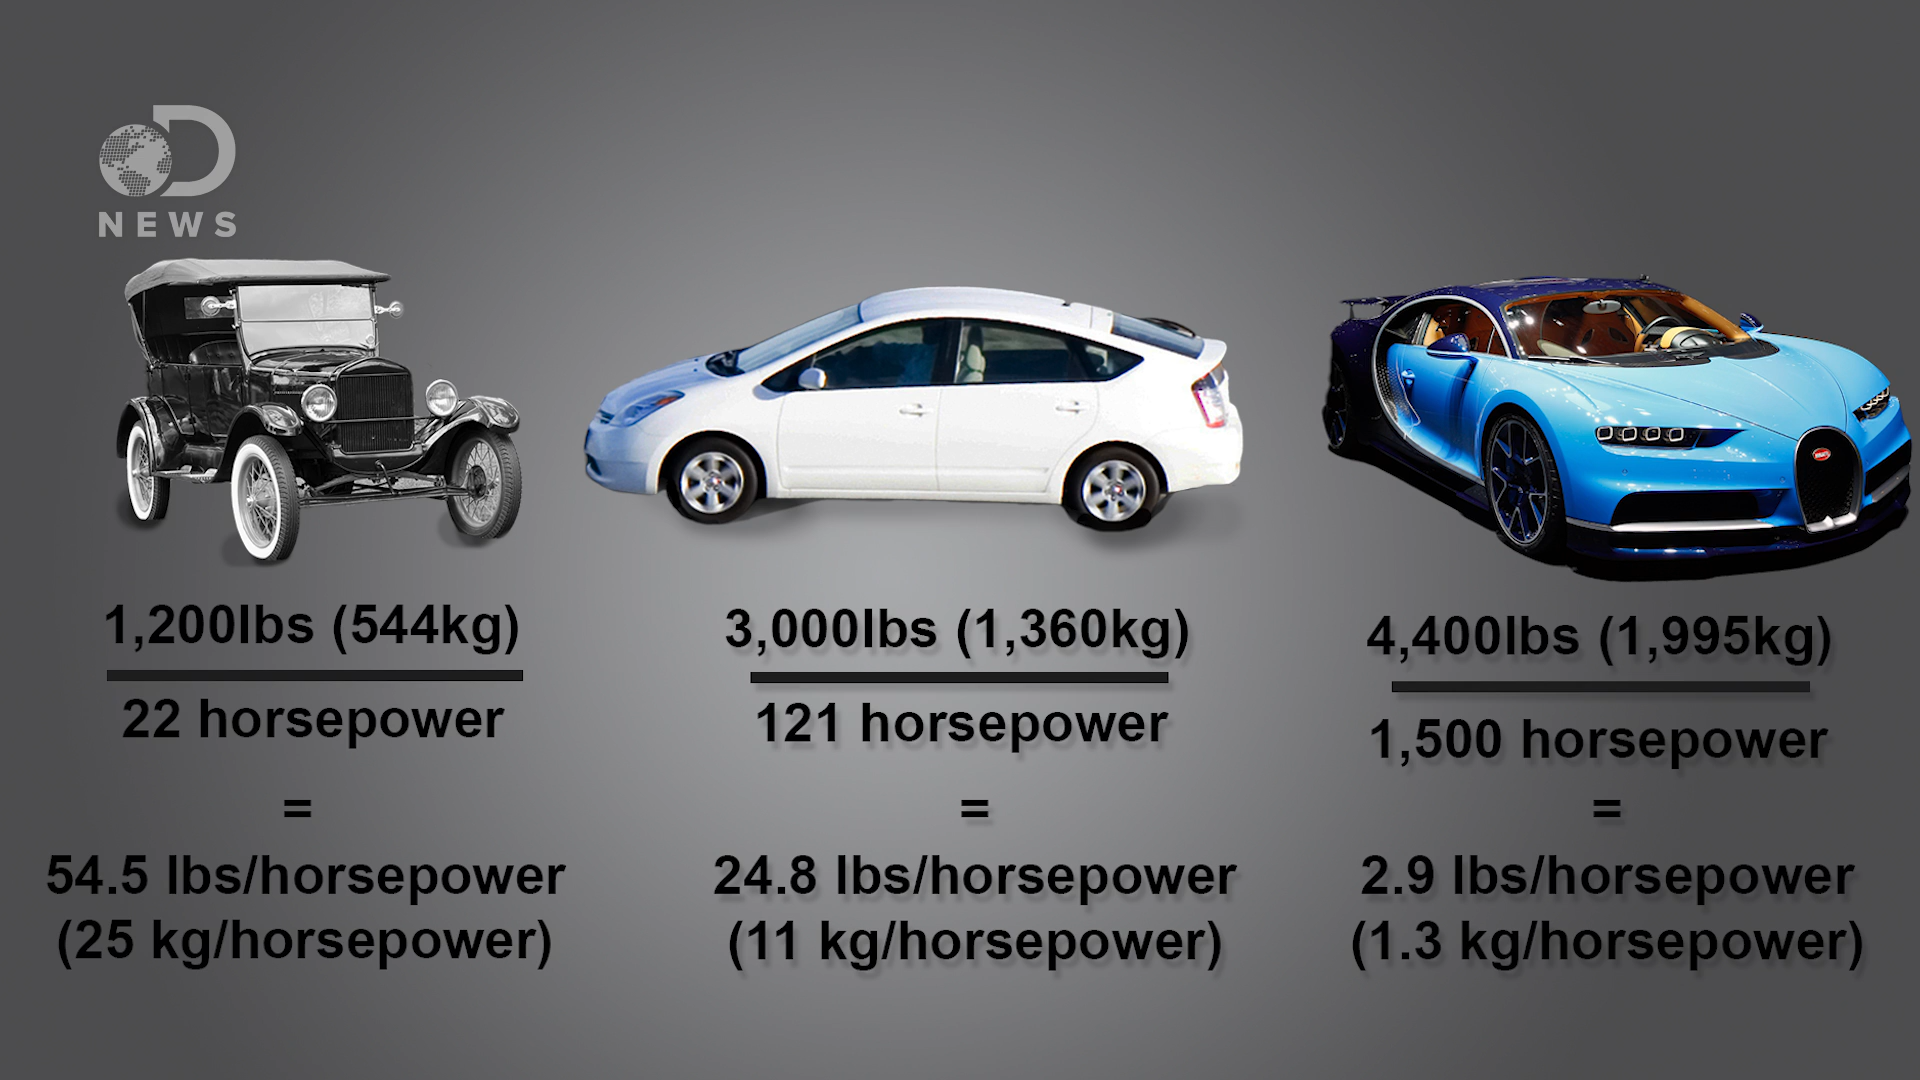 NEWS
1,200lbs (544kg)
22 horsepower
=
54.5 lbs/horsepower
(25 kg/horsepower)
3,000lbs (1,360kg)
121 horsepower
=
24.8 lbs/horsepower
(11 kg/horsepower)
4,400lbs (1,995kg)
1,500 horsepower
=
2.9 lbs/horsepower
(1.3 kg/horsepower)